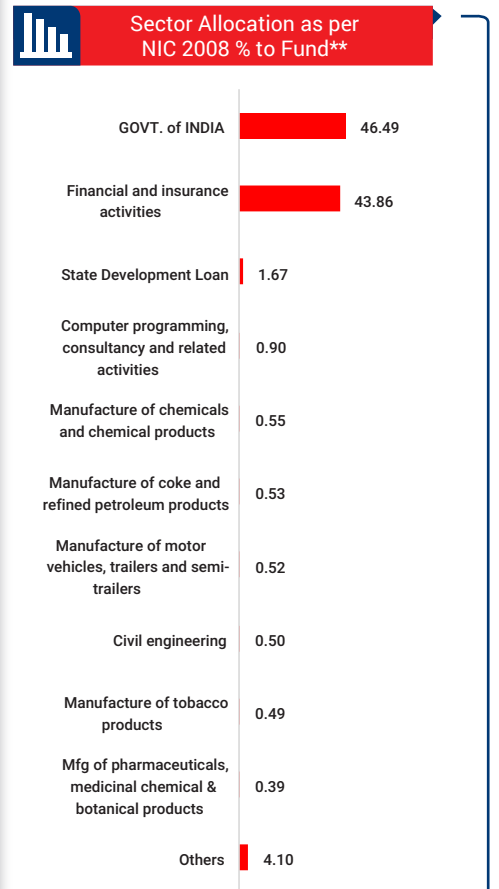 Sector Allocation as per
NIC 2008 % to Fund**
GOVT. of INDIA 46.49
Financial and insurance
activities 43.86
State Development Loan 1.67
Computer programming,
consultancy and related
activities 0.90
Manufacture of chemicals
and chemical products 0.55
Manufacture of coke and
refined petroleum products 0.53
Manufacture of motor
vehicles, trailers and semi-
trailers 0.52
Civil engineering 0.50
Manufacture of tobacco
products 0.49
Mfg of pharmaceuticals,
medicinal chemical &
botanical products 0.39
Others 4.10